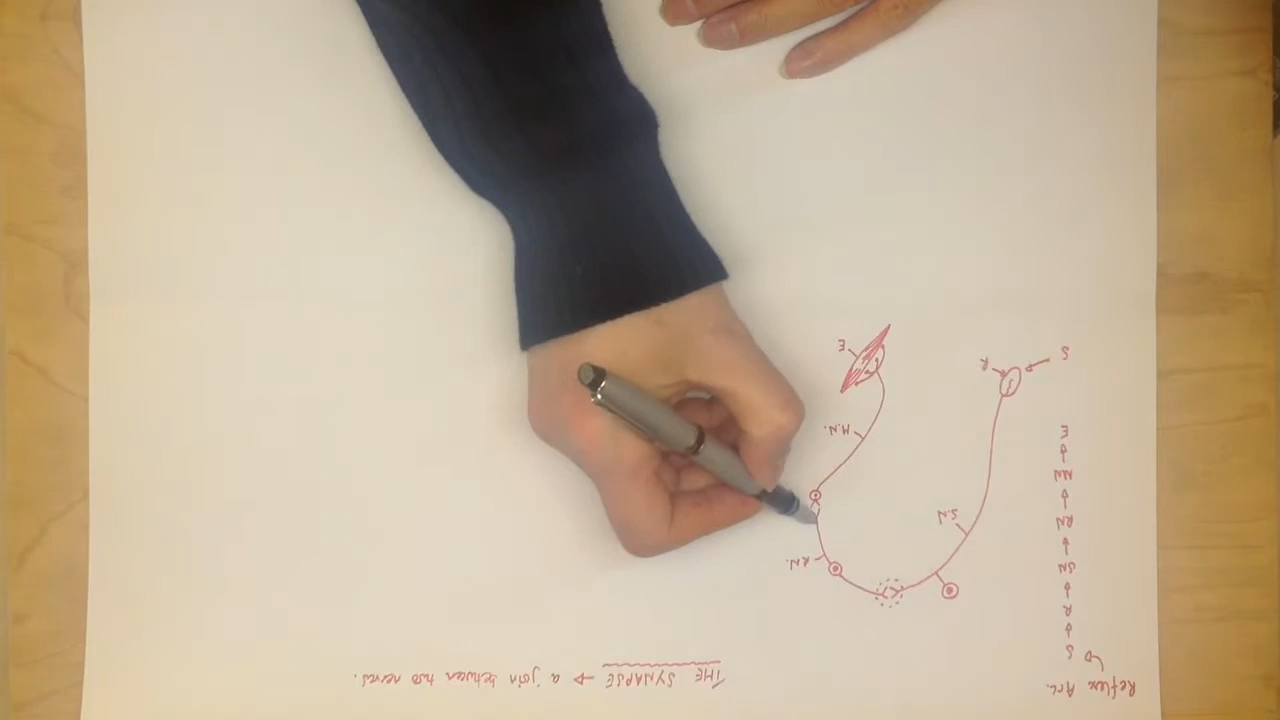 Reflex Arc.
THE SYNAPSE → a join between two nerves.
↳ S
↓
R
↓
SN
↓
RN
↓
MN
↓
E
R.N.
S.N
M.N.
R
S
E